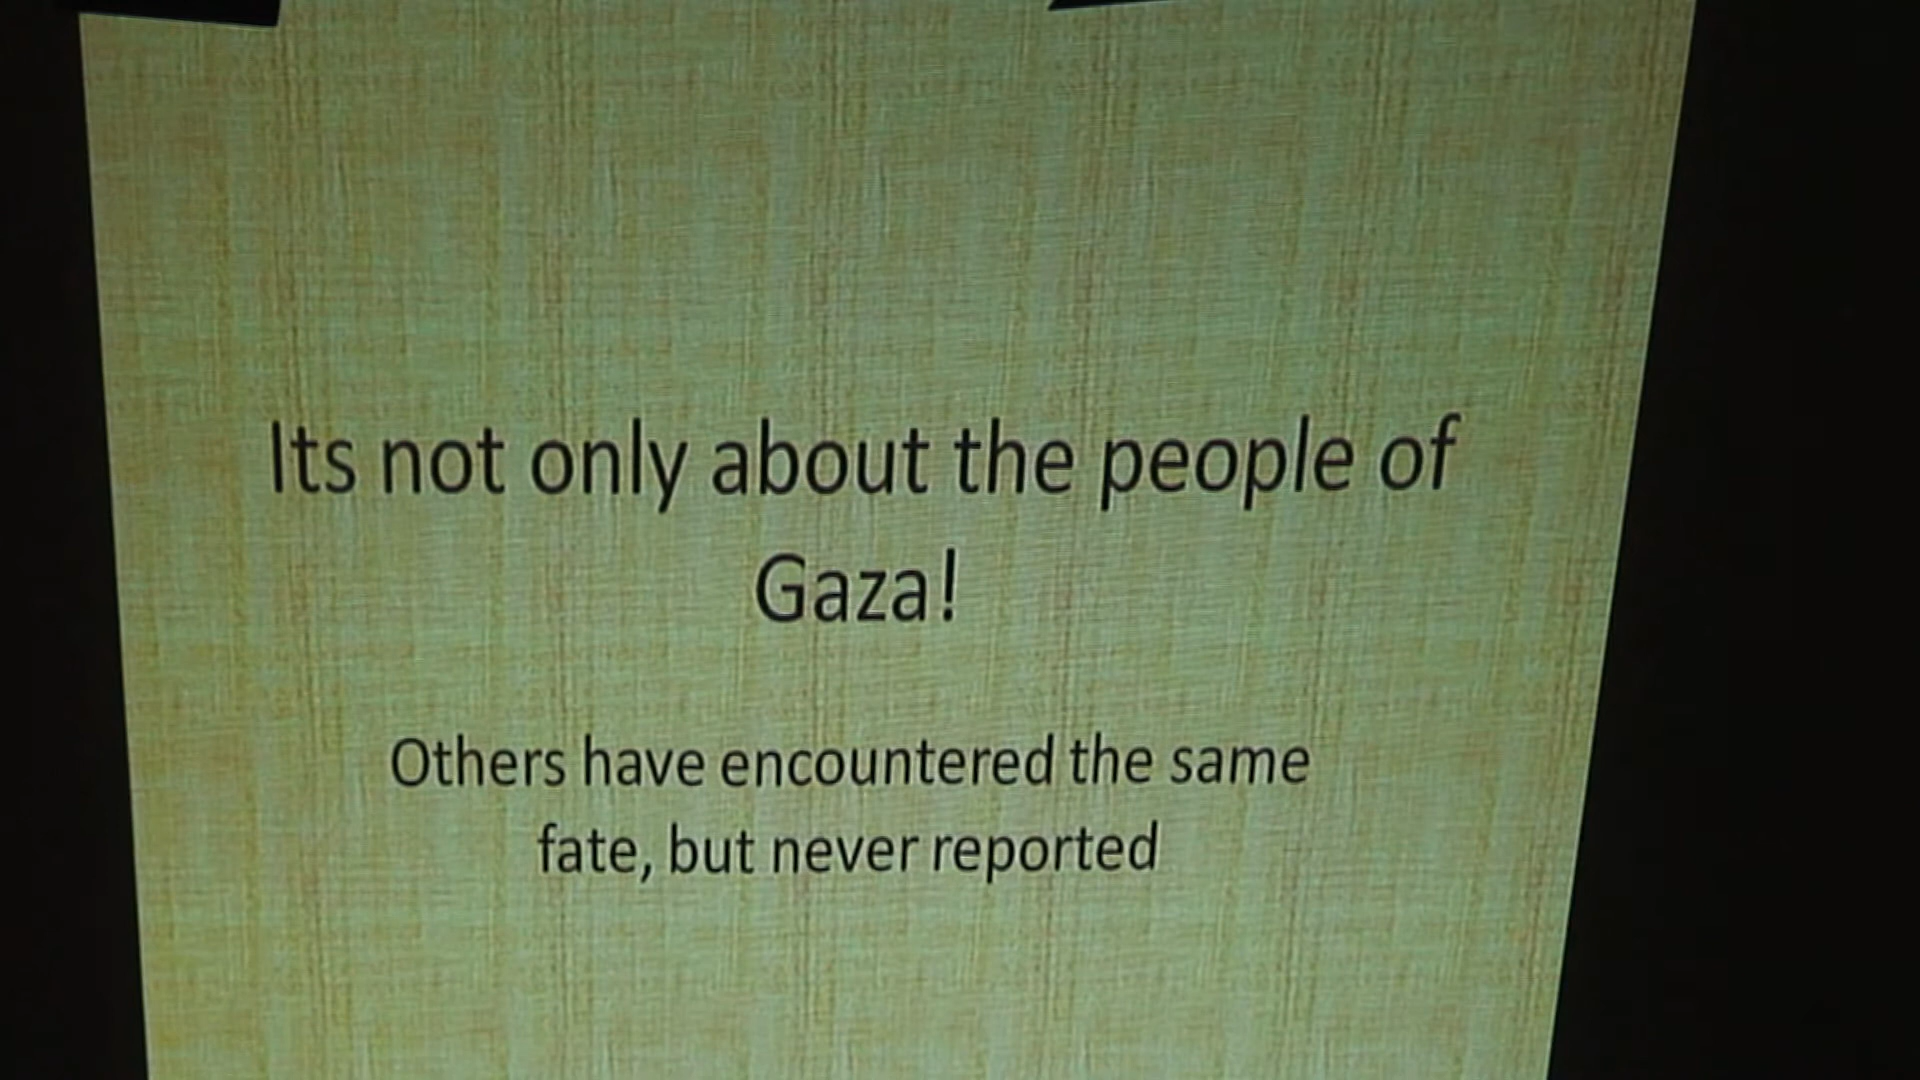 Its not only about the people of
Gaza!
Others have encountered the same
fate, but never reported